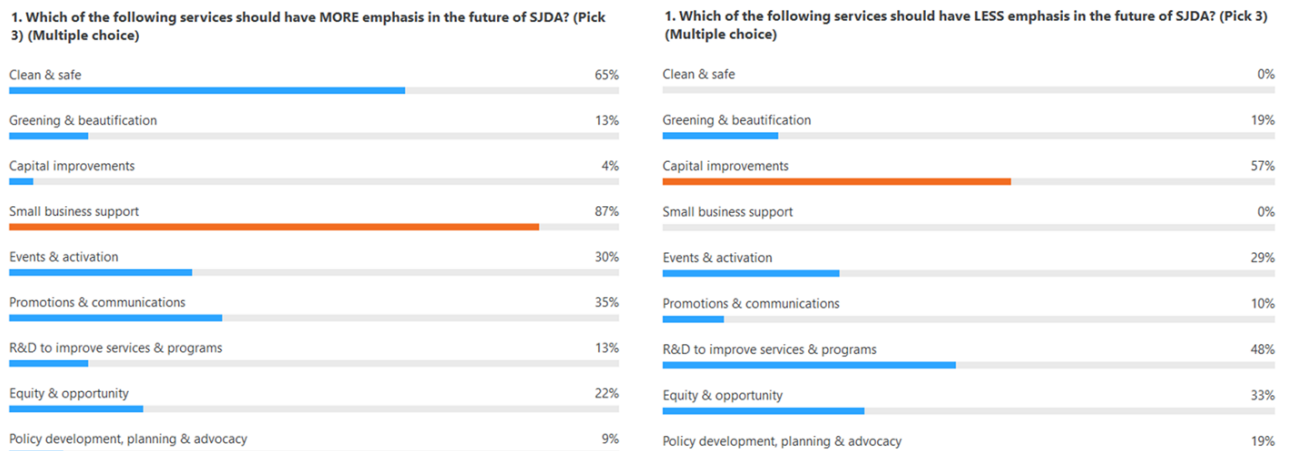 1. Which of the following services should have MORE emphasis in the future of SJDA? (Pick
3) (Multiple choice)
Clean & safe 65%
Greening & beautification 13%
Capital improvements 4%
Small business support 87%
Events & activation 30%
Promotions & communications 35%
R&D to improve services & programs 13%
Equity & opportunity 22%
Policy development, planning & advocacy 9%
1. Which of the following services should have LESS emphasis in the future of SJDA? (Pick 3)
(Multiple choice)
Clean & safe 0%
Greening & beautification 19%
Capital improvements 57%
Small business support 0%
Events & activation 29%
Promotions & communications 10%
R&D to improve services & programs 48%
Equity & opportunity 33%
Policy development, planning & advocacy 19%